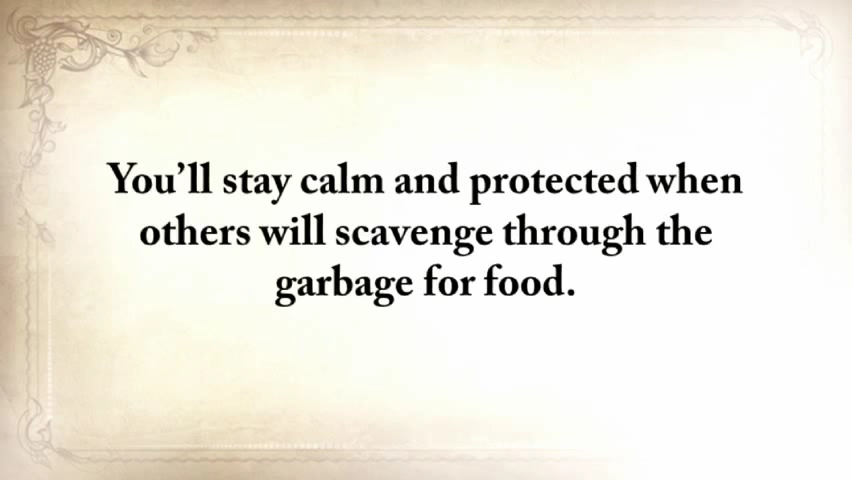 You’ll stay calm and protected when
others will scavenge through the
garbage for food.